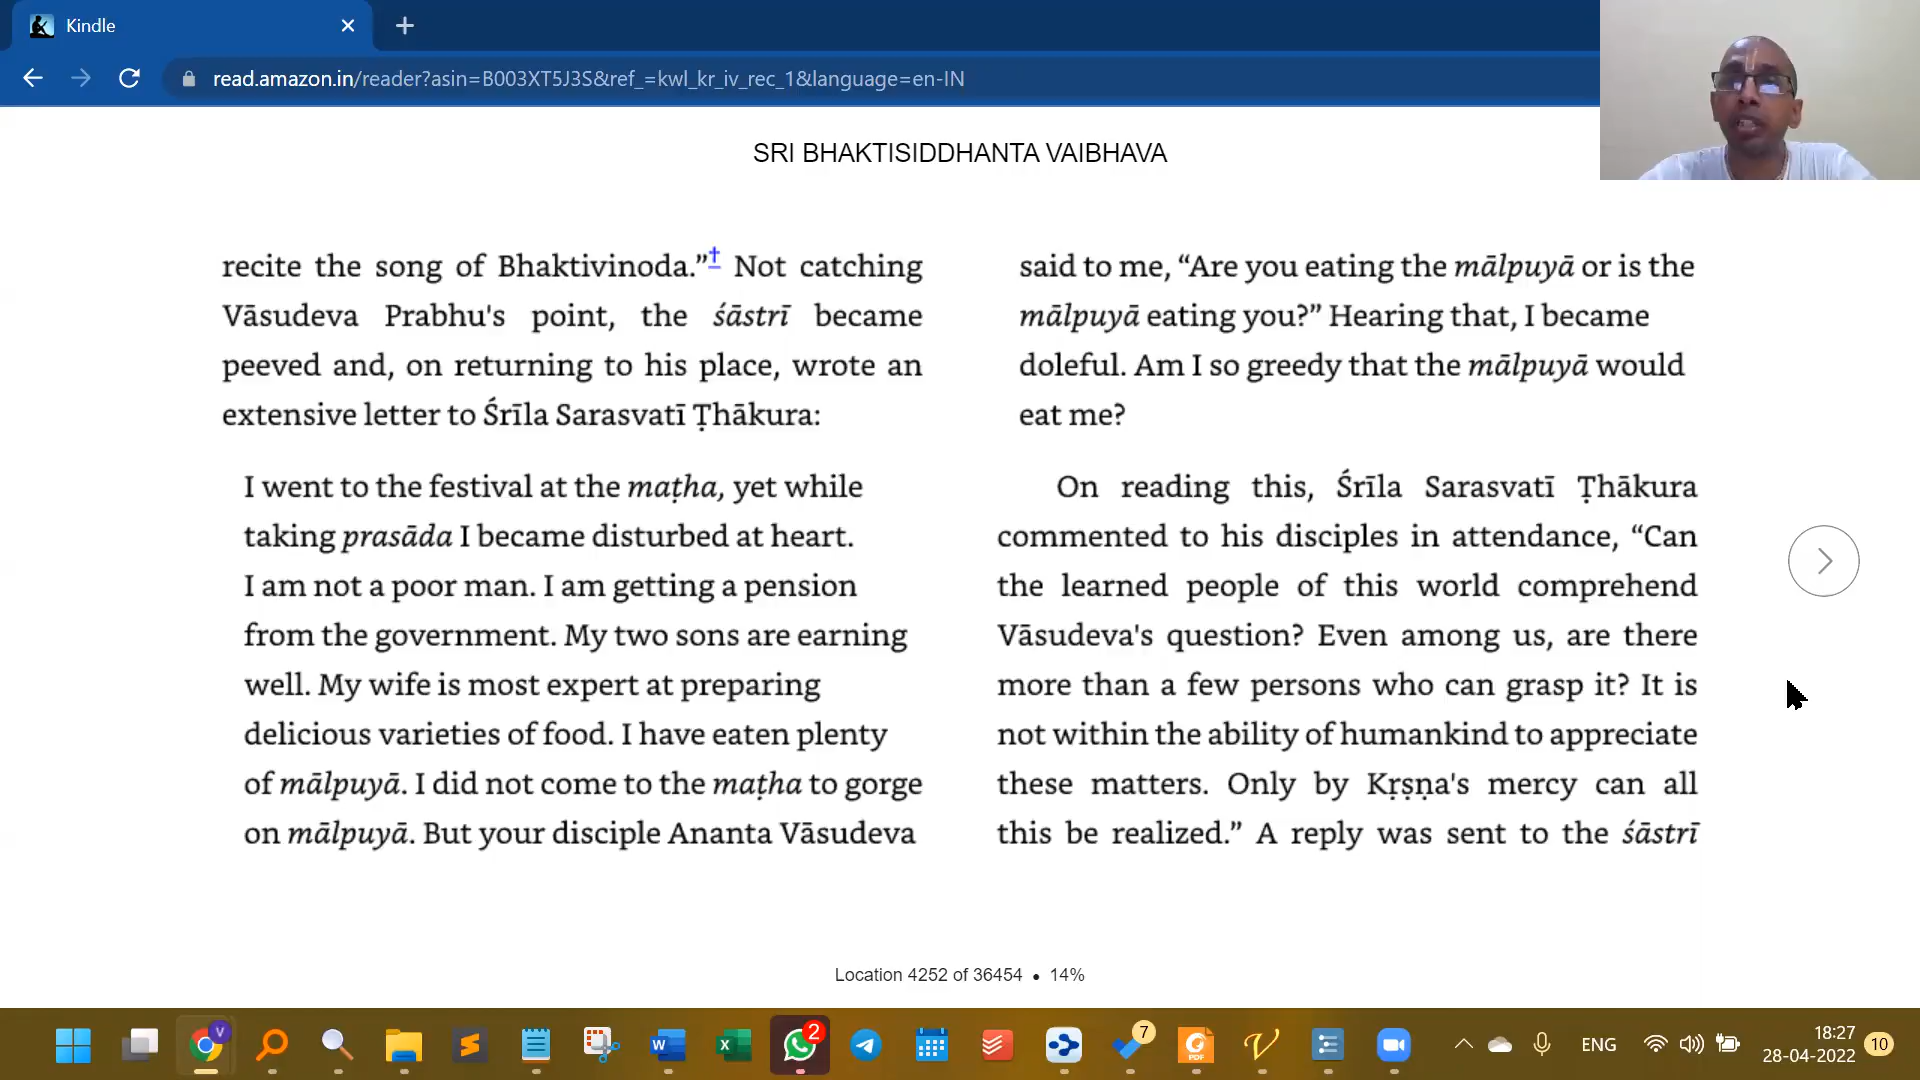 Kindle
read.amazon.in/reader?asin=B003XT5J3S&ref_=kwl_kr_iv_rec_1&language=en-IN
SRI BHAKTISIDDHANTA VAIBHAVA
recite the song of Bhaktivinoda.”† Not catching
Vāsudeva Prabhu's point, the śāstrī became
peeved and, on returning to his place, wrote an
extensive letter to Śrīla Sarasvatī Ṭhākura:
I went to the festival at the maṭha, yet while
taking prasāda I became disturbed at heart.
I am not a poor man. I am getting a pension
from the government. My two sons are earning
well. My wife is most expert at preparing
delicious varieties of food. I have eaten plenty
of mālpuyā. I did not come to the maṭha to gorge
on mālpuyā. But your disciple Ananta Vāsudeva
said to me, “Are you eating the mālpuyā or is the
mālpuyā eating you?” Hearing that, I became
doleful. Am I so greedy that the mālpuyā would
eat me?
On reading this, Śrīla Sarasvatī Ṭhākura
commented to his disciples in attendance, “Can
the learned people of this world comprehend
Vāsudeva's question? Even among us, are there
more than a few persons who can grasp it? It is
not within the ability of humankind to appreciate
these matters. Only by Kṛṣṇa's mercy can all
this be realized.” A reply was sent to the śāstrī
Location 4252 of 36454 • 14%
V
2
7
PDF
ENG
18:27
28-04-2022
10